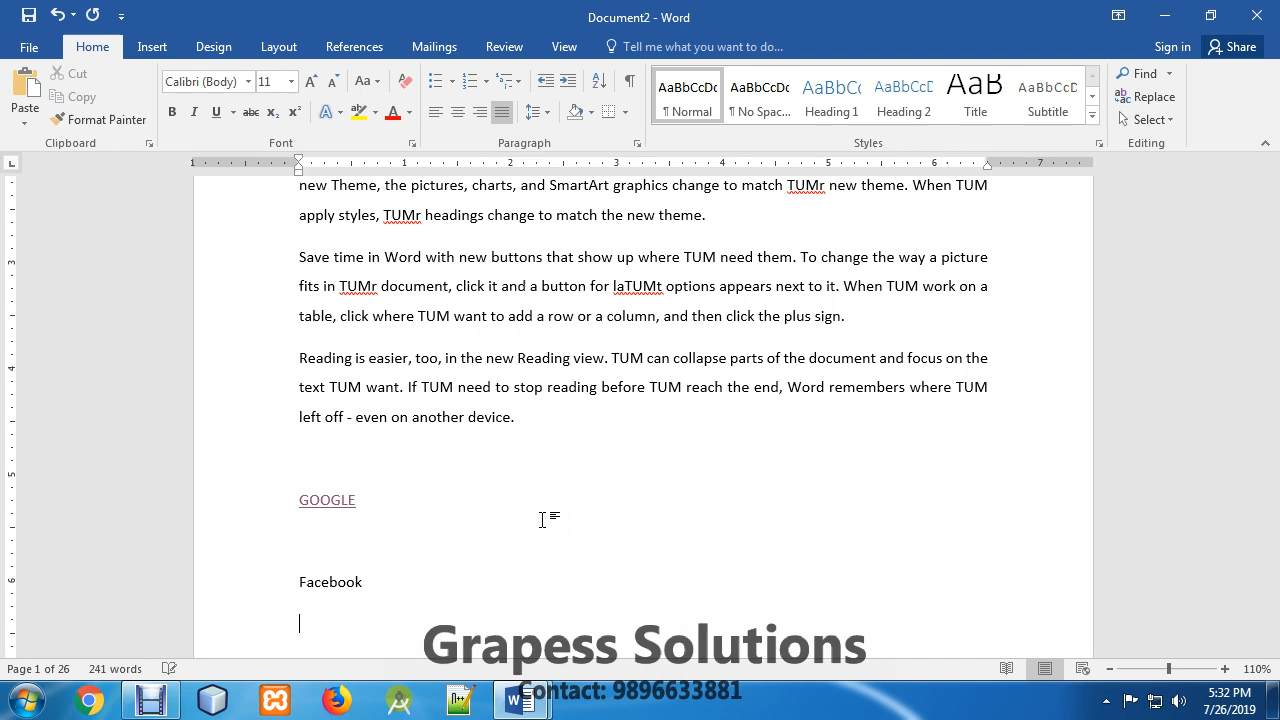 Document2 - Word
File Home Insert Design Layout References Mailings Review View Tell me what you want to do... Sign in Share
Paste
Cut
Copy
Format Painter
Clipboard
Calibri (Body) 11
Font
Paragraph
AaBbCcDc AaBbCcDc AaBbCc AaBbCcD AaB AaBbCcD
¶ Normal ¶ No Spac... Heading 1 Heading 2 Title Subtitle
Styles
Find
Replace
Select
Editing
1 1 2 3 4 5 6 7
new Theme, the pictures, charts, and SmartArt graphics change to match TUMr new theme. When TUM
apply styles, TUMr headings change to match the new theme.
Save time in Word with new buttons that show up where TUM need them. To change the way a picture
fits in TUMr document, click it and a button for laTUMt options appears next to it. When TUM work on a
table, click where TUM want to add a row or a column, and then click the plus sign.
Reading is easier, too, in the new Reading view. TUM can collapse parts of the document and focus on the
text TUM want. If TUM need to stop reading before TUM reach the end, Word remembers where TUM
left off - even on another device.
GOOGLE
Facebook
Grapess Solutions
Contact: 9896633881
Page 1 of 26 241 words 110%
5:32 PM
7/26/2019